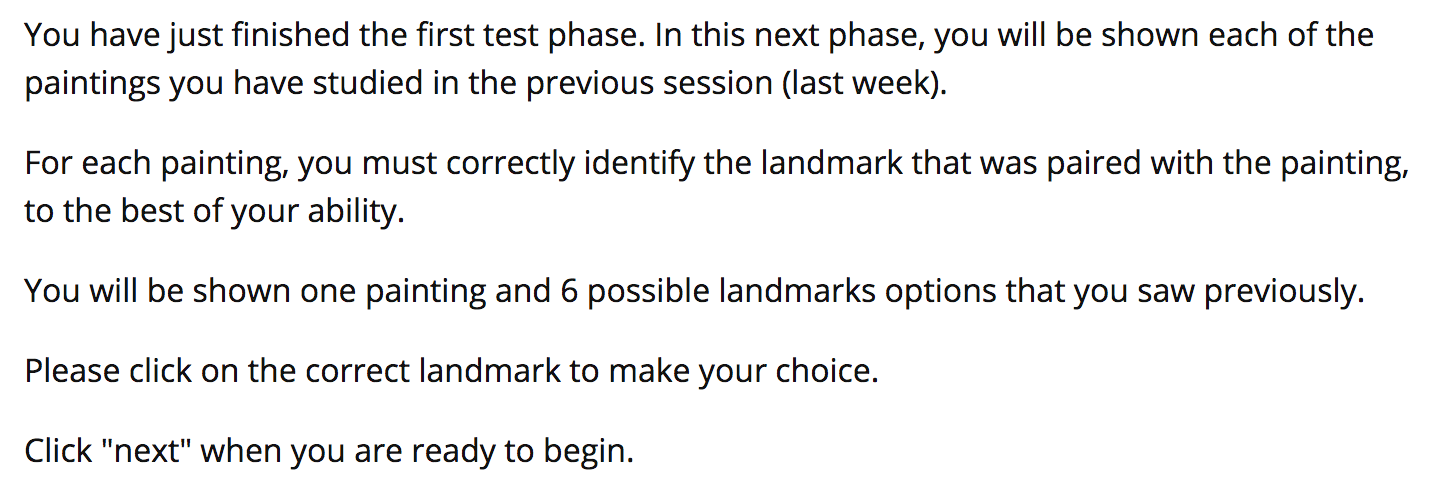 You have just finished the first test phase. In this next phase, you will be shown each of the
paintings you have studied in the previous session (last week).
For each painting, you must correctly identify the landmark that was paired with the painting,
to the best of your ability.
You will be shown one painting and 6 possible landmarks options that you saw previously.
Please click on the correct landmark to make your choice.
Click "next" when you are ready to begin.